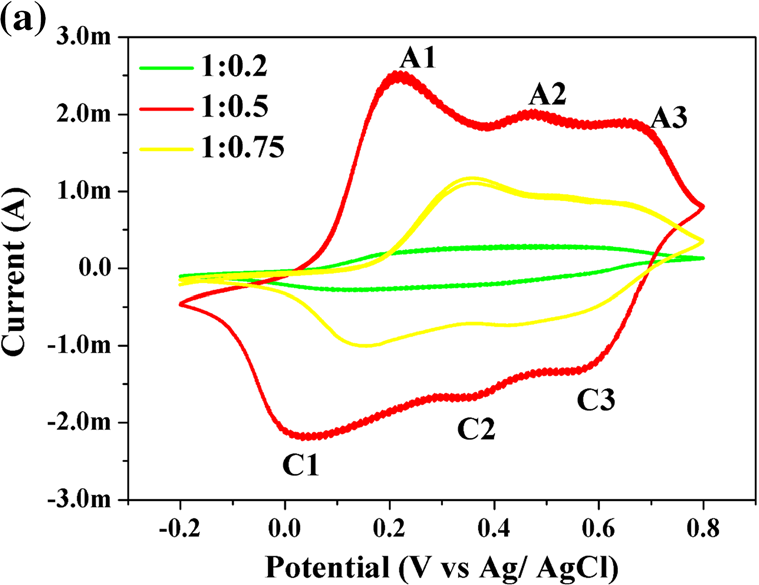 (a)
3.0m
2.0m
1.0m
0.0
-1.0m
-2.0m
-3.0m
Current (A)
1:0.2
1:0.5
1:0.75
A1
A2
A3
C1
C2
C3
-0.2
0.0
0.2
0.4
0.6
0.8
Potential (V vs Ag/ AgCl)